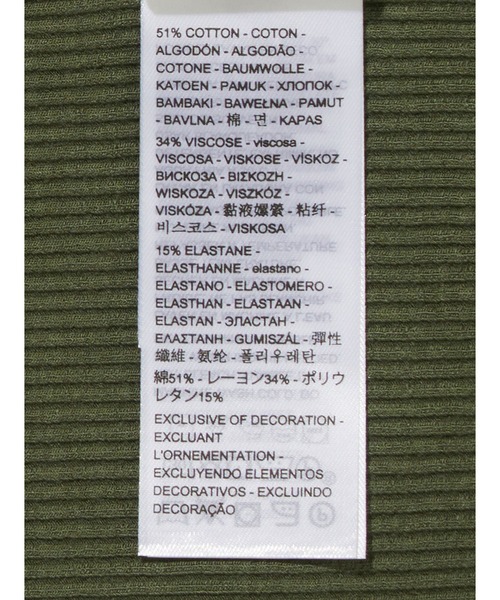 51% COTTON - COTON -
ALGODÓN - ALGODÃO -
COTONE - BAUMWOLLE -
KATOEN - PAMUK - ХЛОПОК -
BAMBAKI - BAWEŁNA - PAMUT
- BAVLNA - 棉 - 면 - KAPAS
34% VISCOSE - viscosa -
VISCOSA - VISKOSE - VİSKOZ -
ВИСКОЗА - ΒΙΣΚΟΖΗ -
WISKOZA - VISZKÓZ -
VISKÓZA - 黏液嫘縈 - 粘纤 -
비스코스 - VISKOSA
15% ELASTANE -
ELASTHANNE - elastano -
ELASTANO - ELASTOMERO -
ELASTHAN - ELASTAAN -
ELASTAN - ЭЛАСТАН -
ΕΛΑΣΤΑΝΗ - GUMISZÁL - 彈性
纖維 - 氨纶 - 폴리우레탄
綿51% - レーヨン34% - ポリウ
レタン15%
EXCLUSIVE OF DECORATION -
EXCLUANT
L'ORNEMENTATION -
EXCLUYENDO ELEMENTOS
DECORATIVOS - EXCLUINDO
DECORAÇÃO